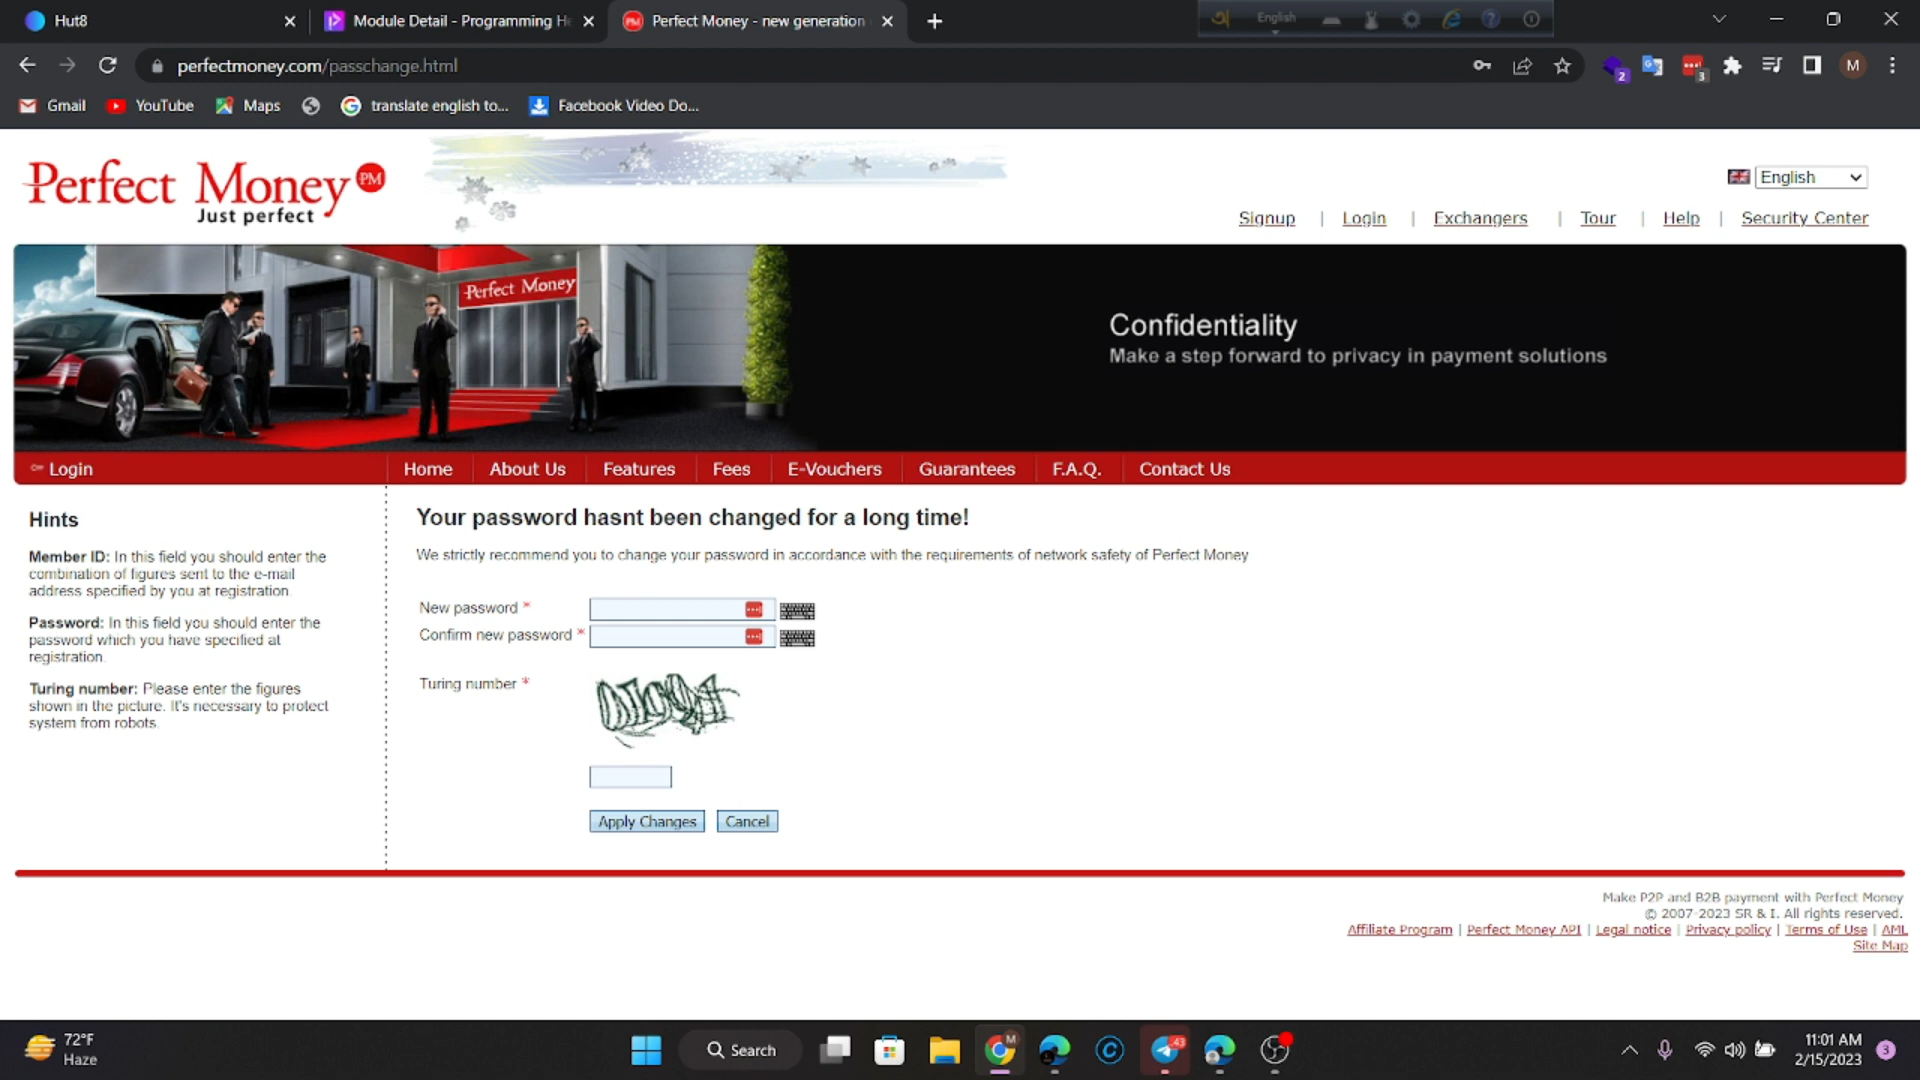 Hut8
Module Detail - Programming He
Perfect Money - new generation
English
perfectmoney.com/passchange.html
2
3
M
Gmail
YouTube
Maps
translate english to...
Facebook Video Do...
Perfect Money PM
Just perfect
English
Signup | Login | Exchangers | Tour | Help | Security Center
Perfect Money
Confidentiality
Make a step forward to privacy in payment solutions
Login
Home
About Us
Features
Fees
E-Vouchers
Guarantees
F.A.Q.
Contact Us
Hints
Member ID: In this field you should enter the
combination of figures sent to the e-mail
address specified by you at registration.
Password: In this field you should enter the
password which you have specified at
registration.
Turing number: Please enter the figures
shown in the picture. It's necessary to protect
system from robots.
Your password hasnt been changed for a long time!
We strictly recommend you to change your password in accordance with the requirements of network safety of Perfect Money
New password *
Confirm new password *
Turing number *
Apply Changes
Cancel
Make P2P and B2B payment with Perfect Money
© 2007-2023 SR & I. All rights reserved.
Affiliate Program | Perfect Money API | Legal notice | Privacy policy | Terms of Use | AML
Site Map
72°F
Haze
Search
M
43
11:01 AM
2/15/2023
3